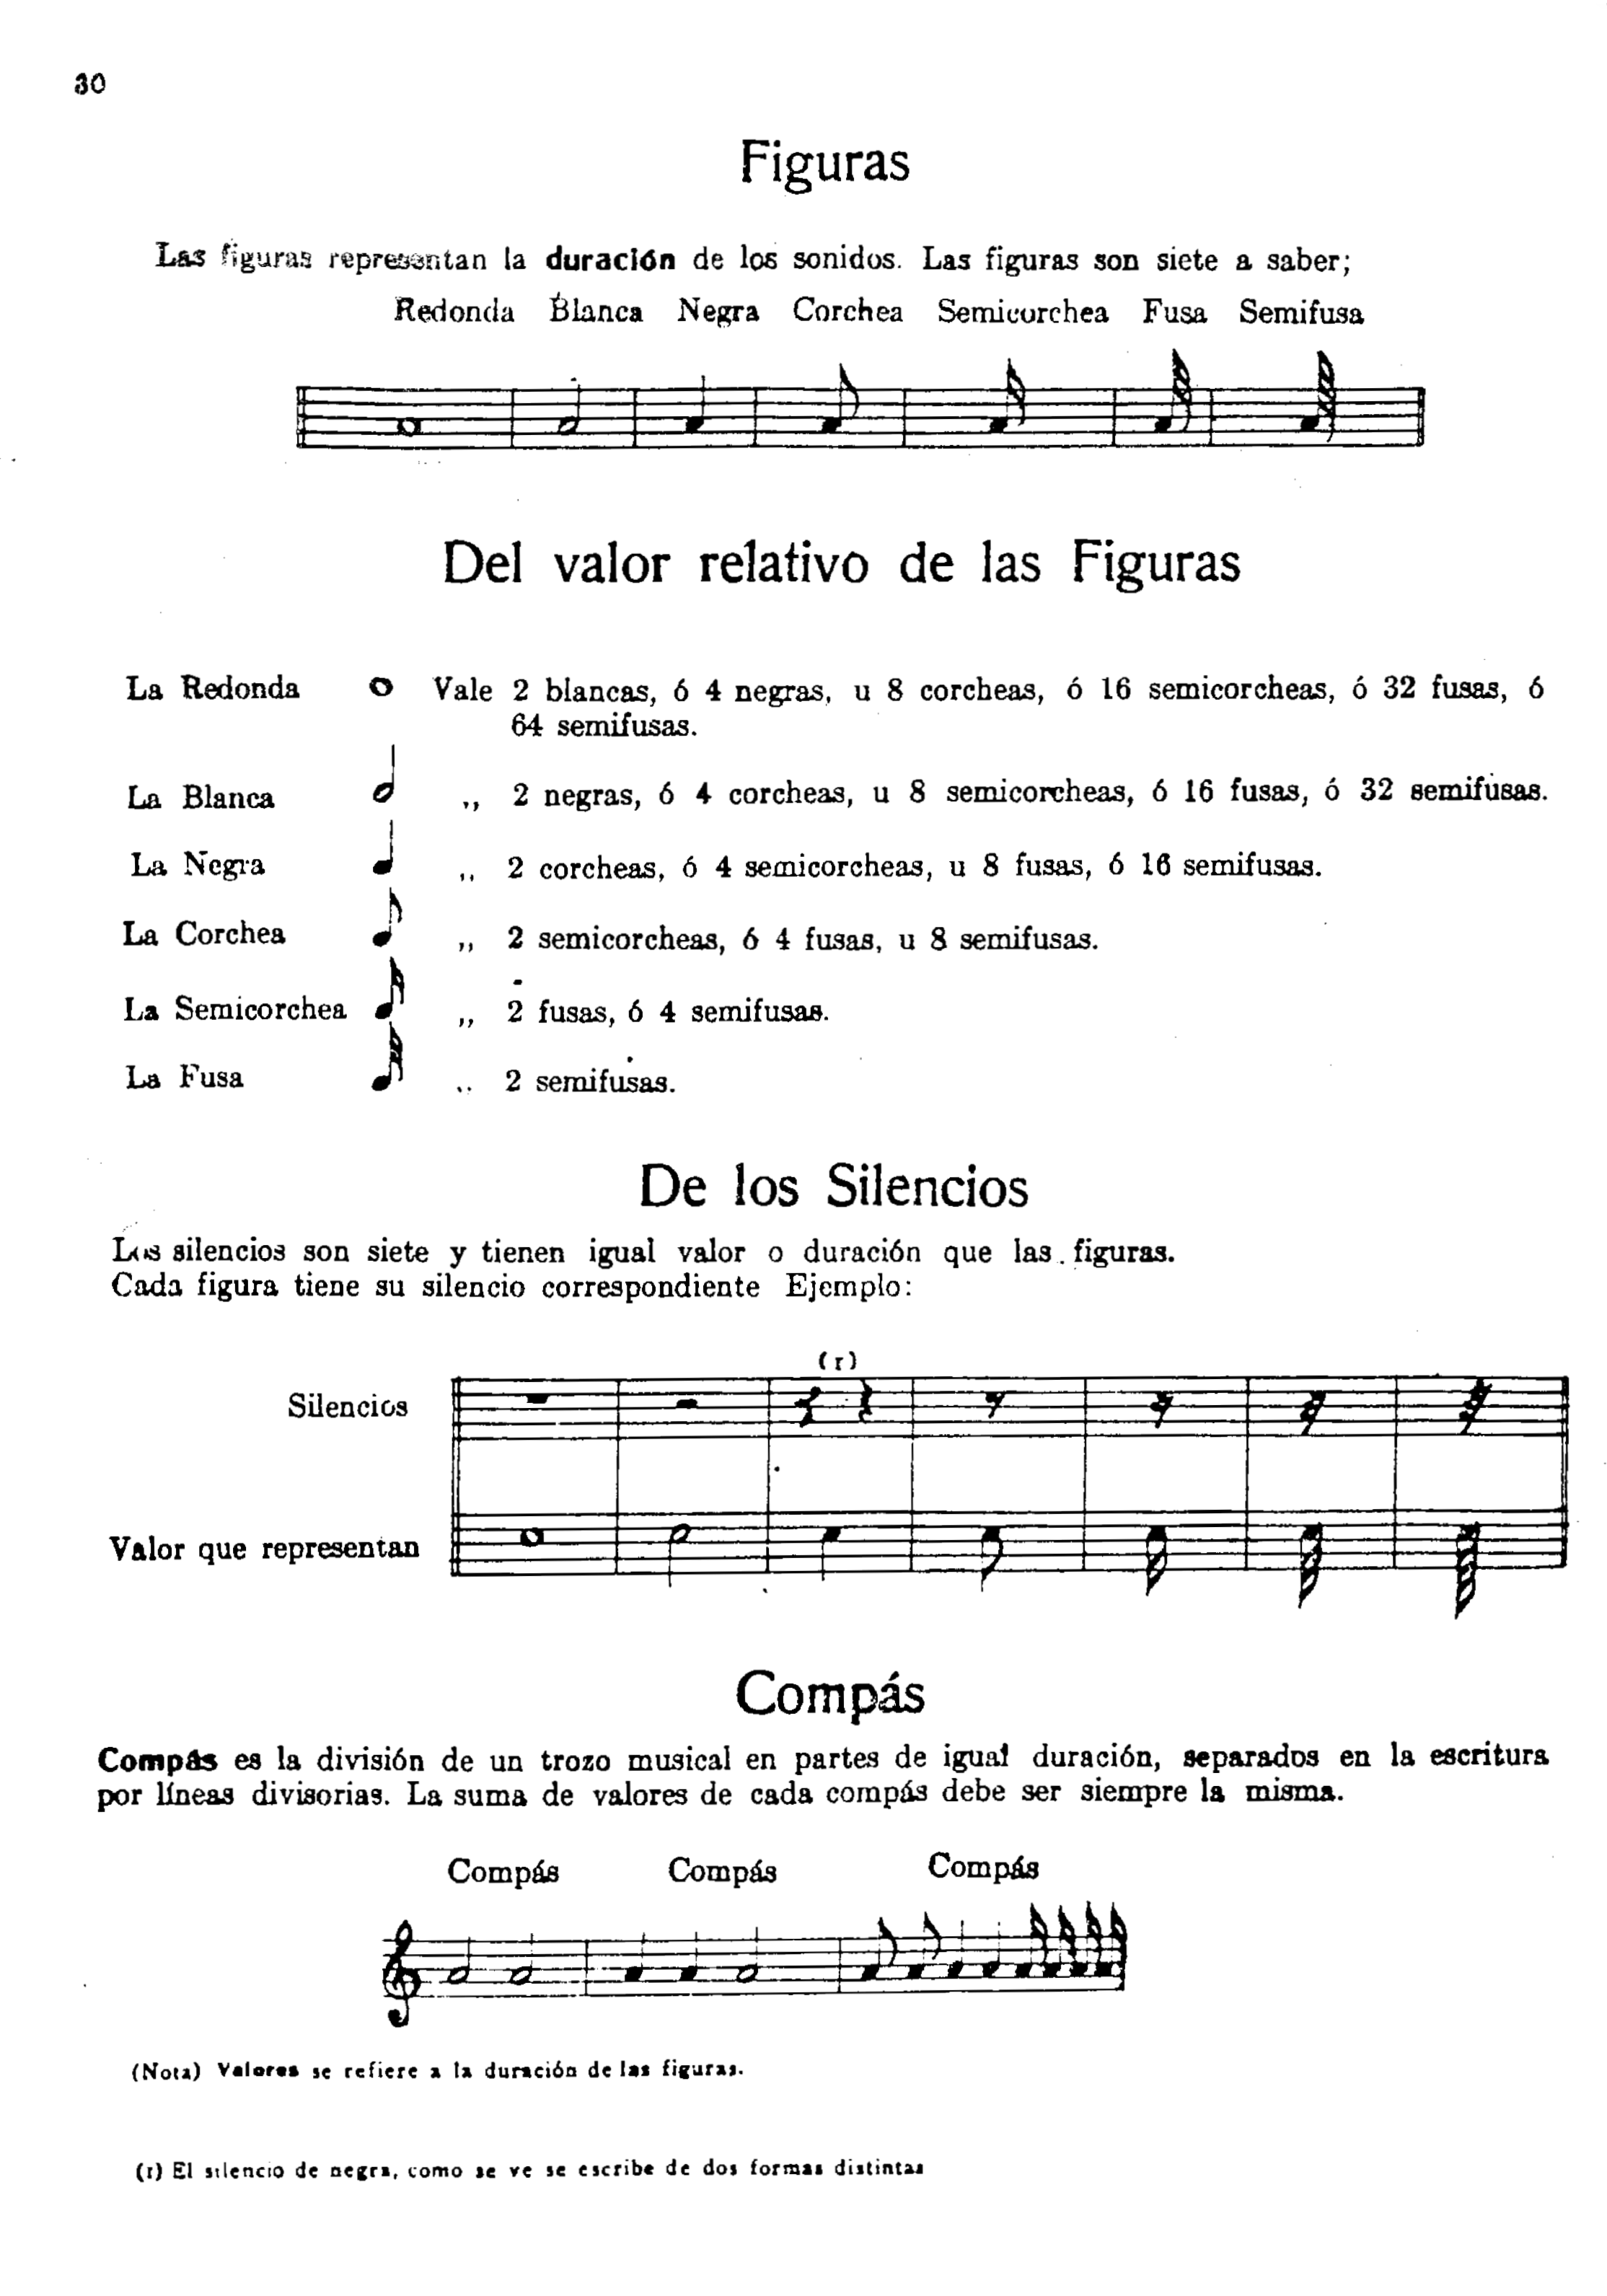 30
Figuras
Las figuras representan la duración de los sonidos. Las figuras son siete a saber;
Redonda Blanca Negra Corchea Semicorchea Fusa Semifusa
Del valor relativo de las Figuras
La Redonda Vale 2 blancas, ó 4 negras, u 8 corcheas, ó 16 semicorcheas, ó 32 fusas, ó
64 semifusas.
La Blanca ,, 2 negras, ó 4 corcheas, u 8 semicorcheas, ó 16 fusas, ó 32 semifusas.
La Negra ,, 2 corcheas, ó 4 semicorcheas, u 8 fusas, ó 16 semifusas.
La Corchea ,, 2 semicorcheas, ó 4 fusas, u 8 semifusas.
La Semicorchea ,, 2 fusas, ó 4 semifusas.
La Fusa ,, 2 semifusas.
De los Silencios
Los silencios son siete y tienen igual valor o duración que las figuras.
Cada figura tiene su silencio correspondiente Ejemplo:
(1)
Silencios
Valor que representan
Compás
Compás es la división de un trozo musical en partes de igual duración, separados en la escritura
por líneas divisorias. La suma de valores de cada compás debe ser siempre la misma.
Compás Compás Compás
(Nota) Valores se refiere a la duración de las figuras.
(1) El silencio de negra, como se ve se escribe de dos formas distintas